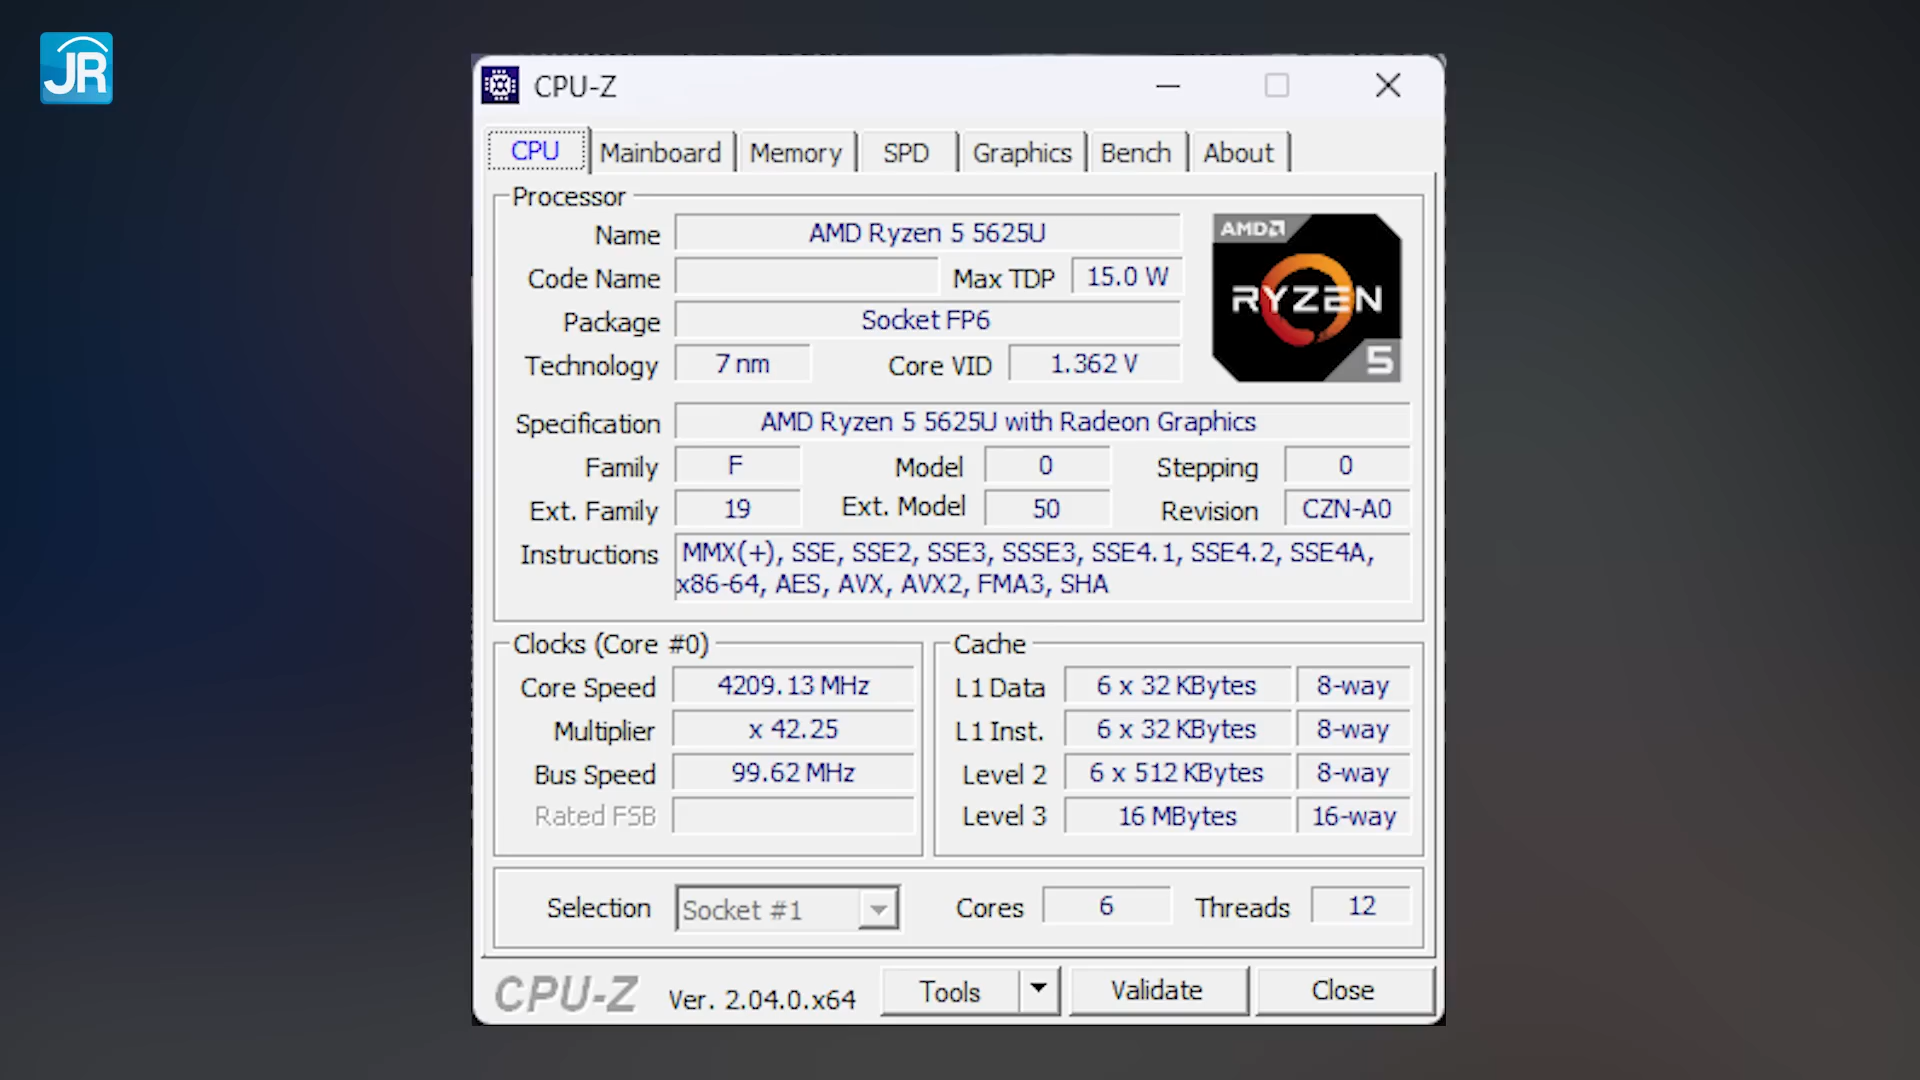 JR
CPU-Z
CPU Mainboard Memory SPD Graphics Bench About
Processor
Name AMD Ryzen 5 5625U
Code Name Max TDP 15.0 W
Package Socket FP6
Technology 7 nm Core VID 1.362 V
AMD
RYZEN
5
Specification AMD Ryzen 5 5625U with Radeon Graphics
Family F Model 0 Stepping 0
Ext. Family 19 Ext. Model 50 Revision CZN-A0
Instructions MMX(+), SSE, SSE2, SSE3, SSSE3, SSE4.1, SSE4.2, SSE4A,
x86-64, AES, AVX, AVX2, FMA3, SHA
Clocks (Core #0)
Core Speed 4209.13 MHz
Multiplier x 42.25
Bus Speed 99.62 MHz
Rated FSB
Cache
L1 Data 6 x 32 KBytes 8-way
L1 Inst. 6 x 32 KBytes 8-way
Level 2 6 x 512 KBytes 8-way
Level 3 16 MBytes 16-way
Selection Socket #1 Cores 6 Threads 12
CPU-Z Ver. 2.04.0.x64 Tools Validate Close